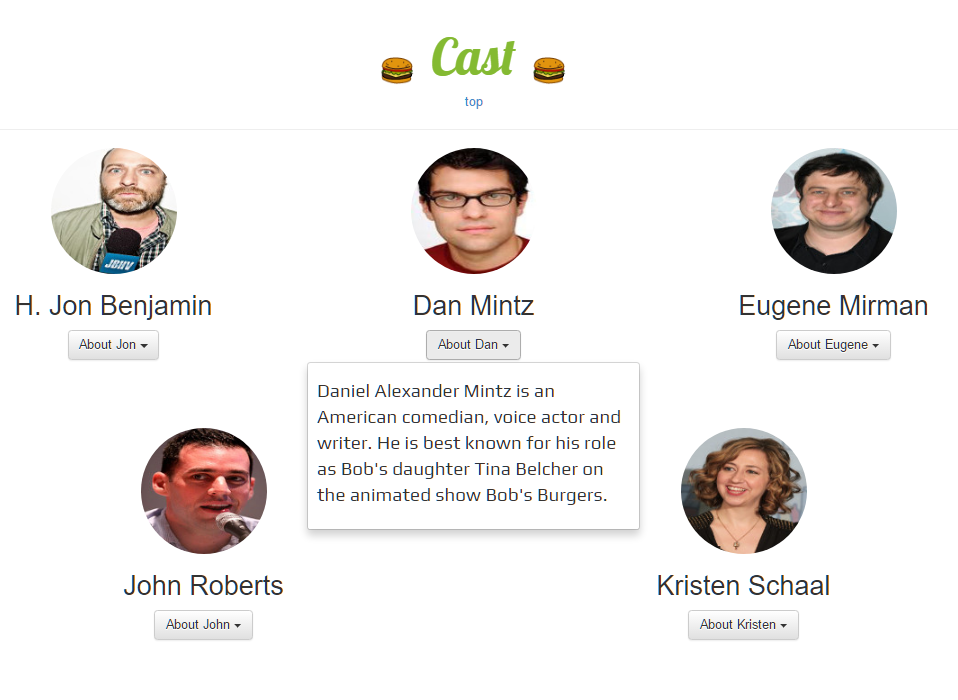 Cast
top
H. Jon Benjamin
Dan Mintz
Eugene Mirman
About Jon
About Dan
About Eugene
Daniel Alexander Mintz is an
American comedian, voice actor and
writer. He is best known for his role
as Bob's daughter Tina Belcher on
the animated show Bob's Burgers.
John Roberts
Kristen Schaal
About John
About Kristen